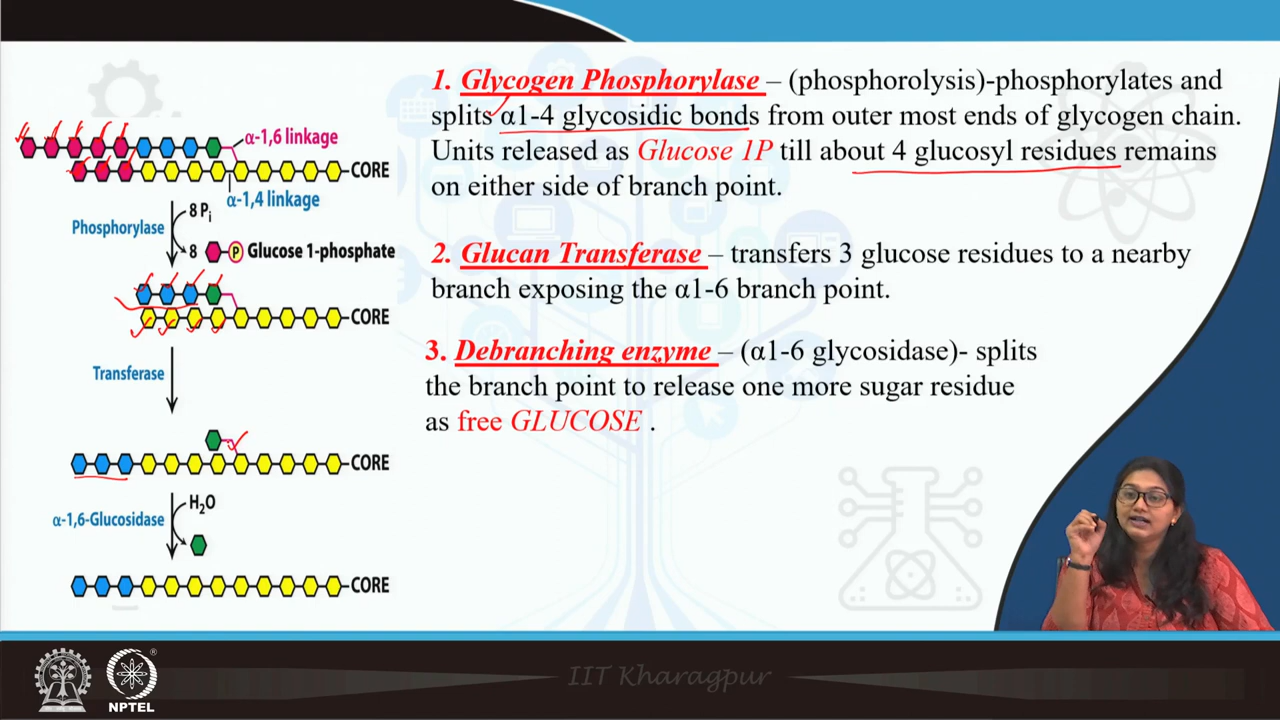 1. Glycogen Phosphorylase – (phosphorolysis)-phosphorylates and
splits α1-4 glycosidic bonds from outer most ends of glycogen chain.
Units released as Glucose 1P till about 4 glucosyl residues remains
on either side of branch point.
2. Glucan Transferase – transfers 3 glucose residues to a nearby
branch exposing the α1-6 branch point.
3. Debranching enzyme – (α1-6 glycosidase)- splits
the branch point to release one more sugar residue
as free GLUCOSE .
α-1,6 linkage
CORE
α-1,4 linkage
8 Pi
Phosphorylase
8 P Glucose 1-phosphate
CORE
Transferase
CORE
H2O
α-1,6-Glucosidase
CORE
IIT Kharagpur
NPTEL